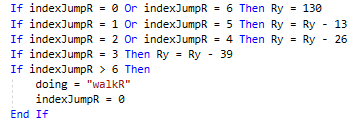 If indexJumpR = 0 Or indexJumpR = 6 Then Ry = 130
If indexJumpR = 1 Or indexJumpR = 5 Then Ry = Ry - 13
If indexJumpR = 2 Or indexJumpR = 4 Then Ry = Ry - 26
If indexJumpR = 3 Then Ry = Ry - 39
If indexJumpR > 6 Then
    doing = "walkR"
    indexJumpR = 0
End If